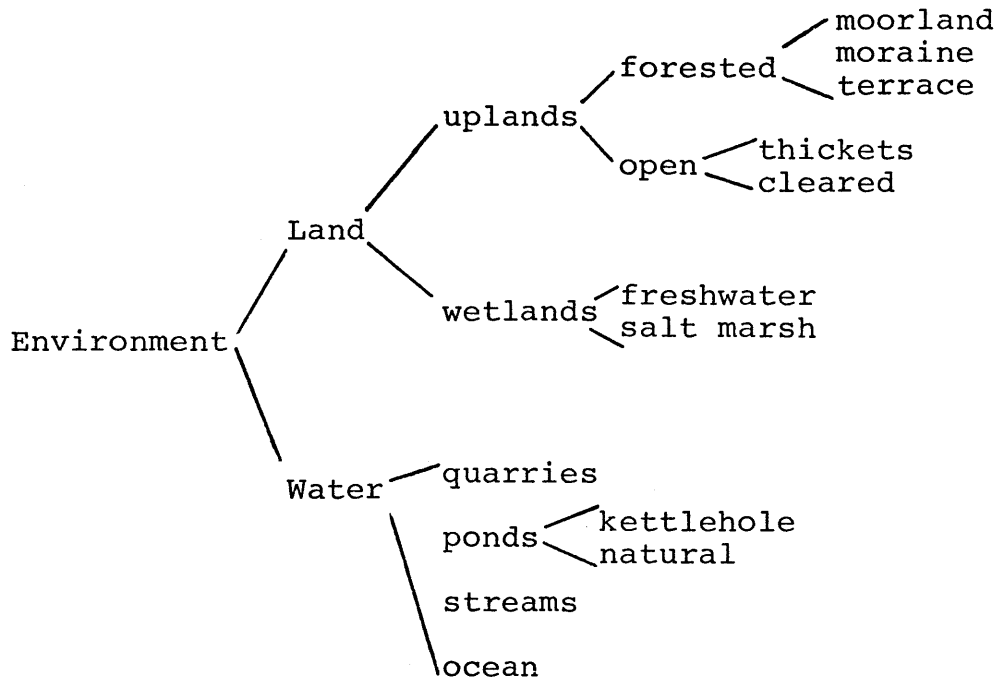 moorland
forested
moraine
terrace
uplands
thickets
open
cleared
Land
freshwater
wetlands
salt marsh
Environment
quarries
Water
kettlehole
ponds
natural
streams
ocean